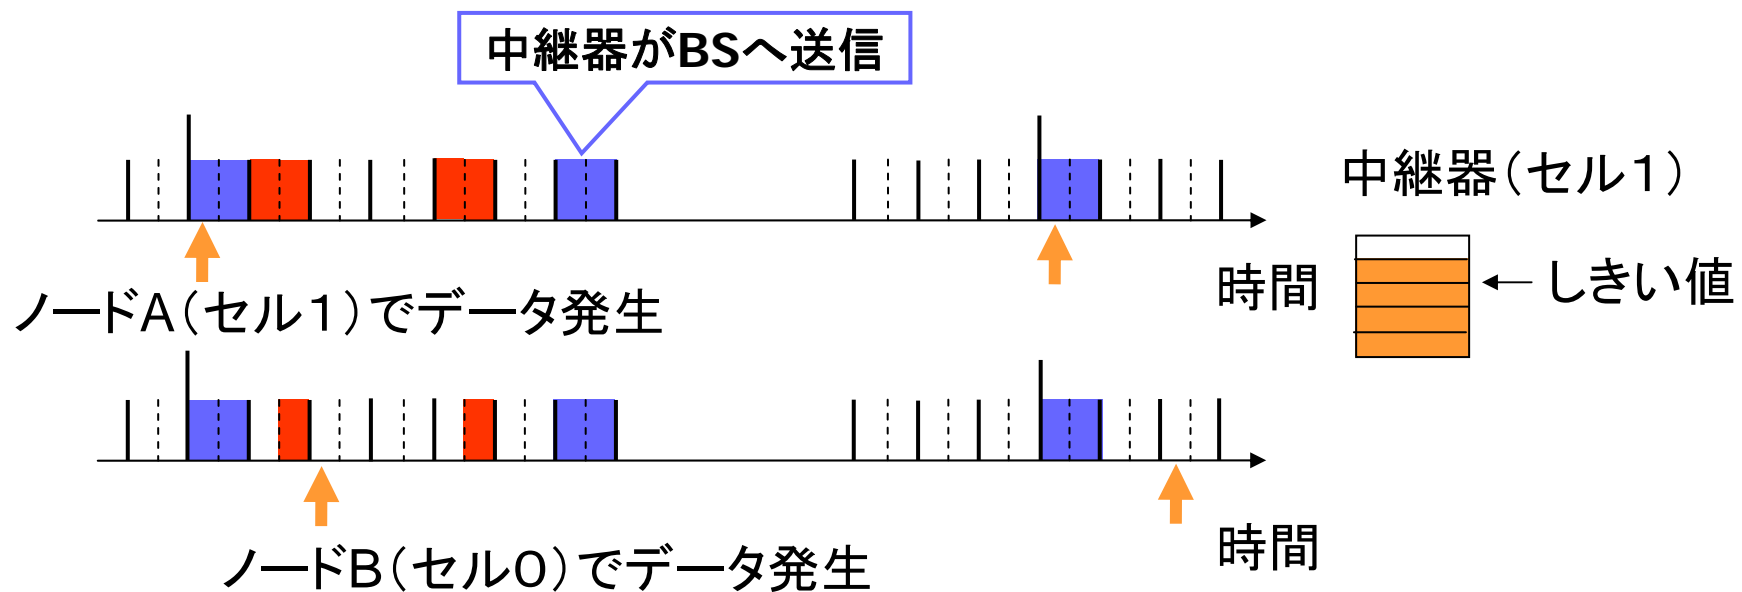 中継器がBSへ送信
中継器（セル１）
時間
しきい値
ノードA（セル１）でデータ発生
時間
ノードB（セル０）でデータ発生